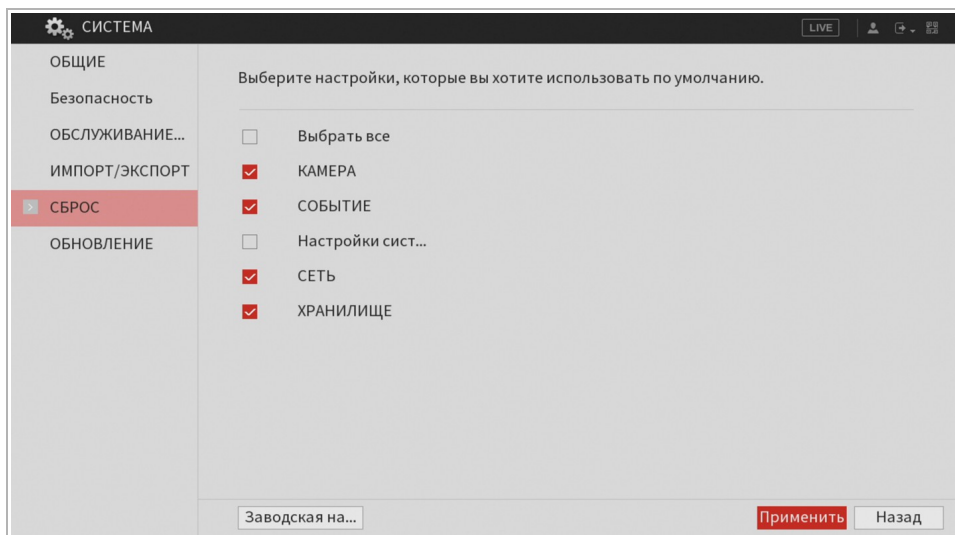 СИСТЕМА
LIVE
ОБЩИЕ
Безопасность
ОБСЛУЖИВАНИЕ...
ИМПОРТ/ЭКСПОРТ
СБРОС
ОБНОВЛЕНИЕ
Выберите настройки, которые вы хотите использовать по умолчанию.
Выбрать все
КАМЕРА
СОБЫТИЕ
Настройки сист...
СЕТЬ
ХРАНИЛИЩЕ
Заводская на...
Применить
Назад